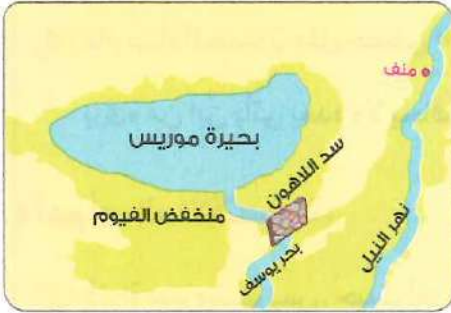 منف
بحيرة موريس
سد اللاهون
منخفض الفيوم
بحر يوسف
نهر النيل